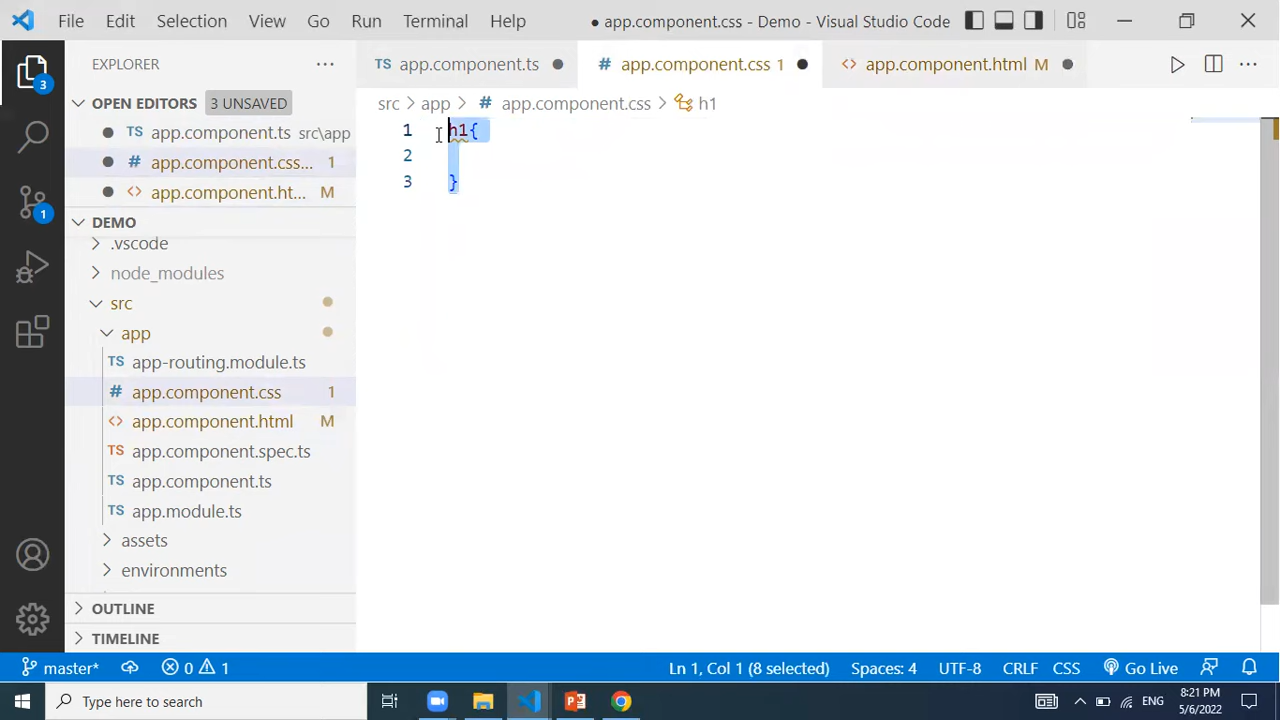 File Edit Selection View Go Run Terminal Help ● app.component.css - Demo - Visual Studio Code
EXPLORER ···
TS app.component.ts ●
# app.component.css 1 ●
<> app.component.html M ●
3
OPEN EDITORS 3 UNSAVED
● TS app.component.ts src\app
● # app.component.css... 1
● <> app.component.ht... M
src > app > # app.component.css > h1
1 h1{
2
3 }
1
DEMO
.vscode
node_modules
src
app
TS app-routing.module.ts
# app.component.css 1
<> app.component.html M
TS app.component.spec.ts
TS app.component.ts
TS app.module.ts
assets
environments
OUTLINE
TIMELINE
master* 0 1 Ln 1, Col 1 (8 selected) Spaces: 4 UTF-8 CRLF CSS Go Live
Type here to search
ENG
8:21 PM
5/6/2022